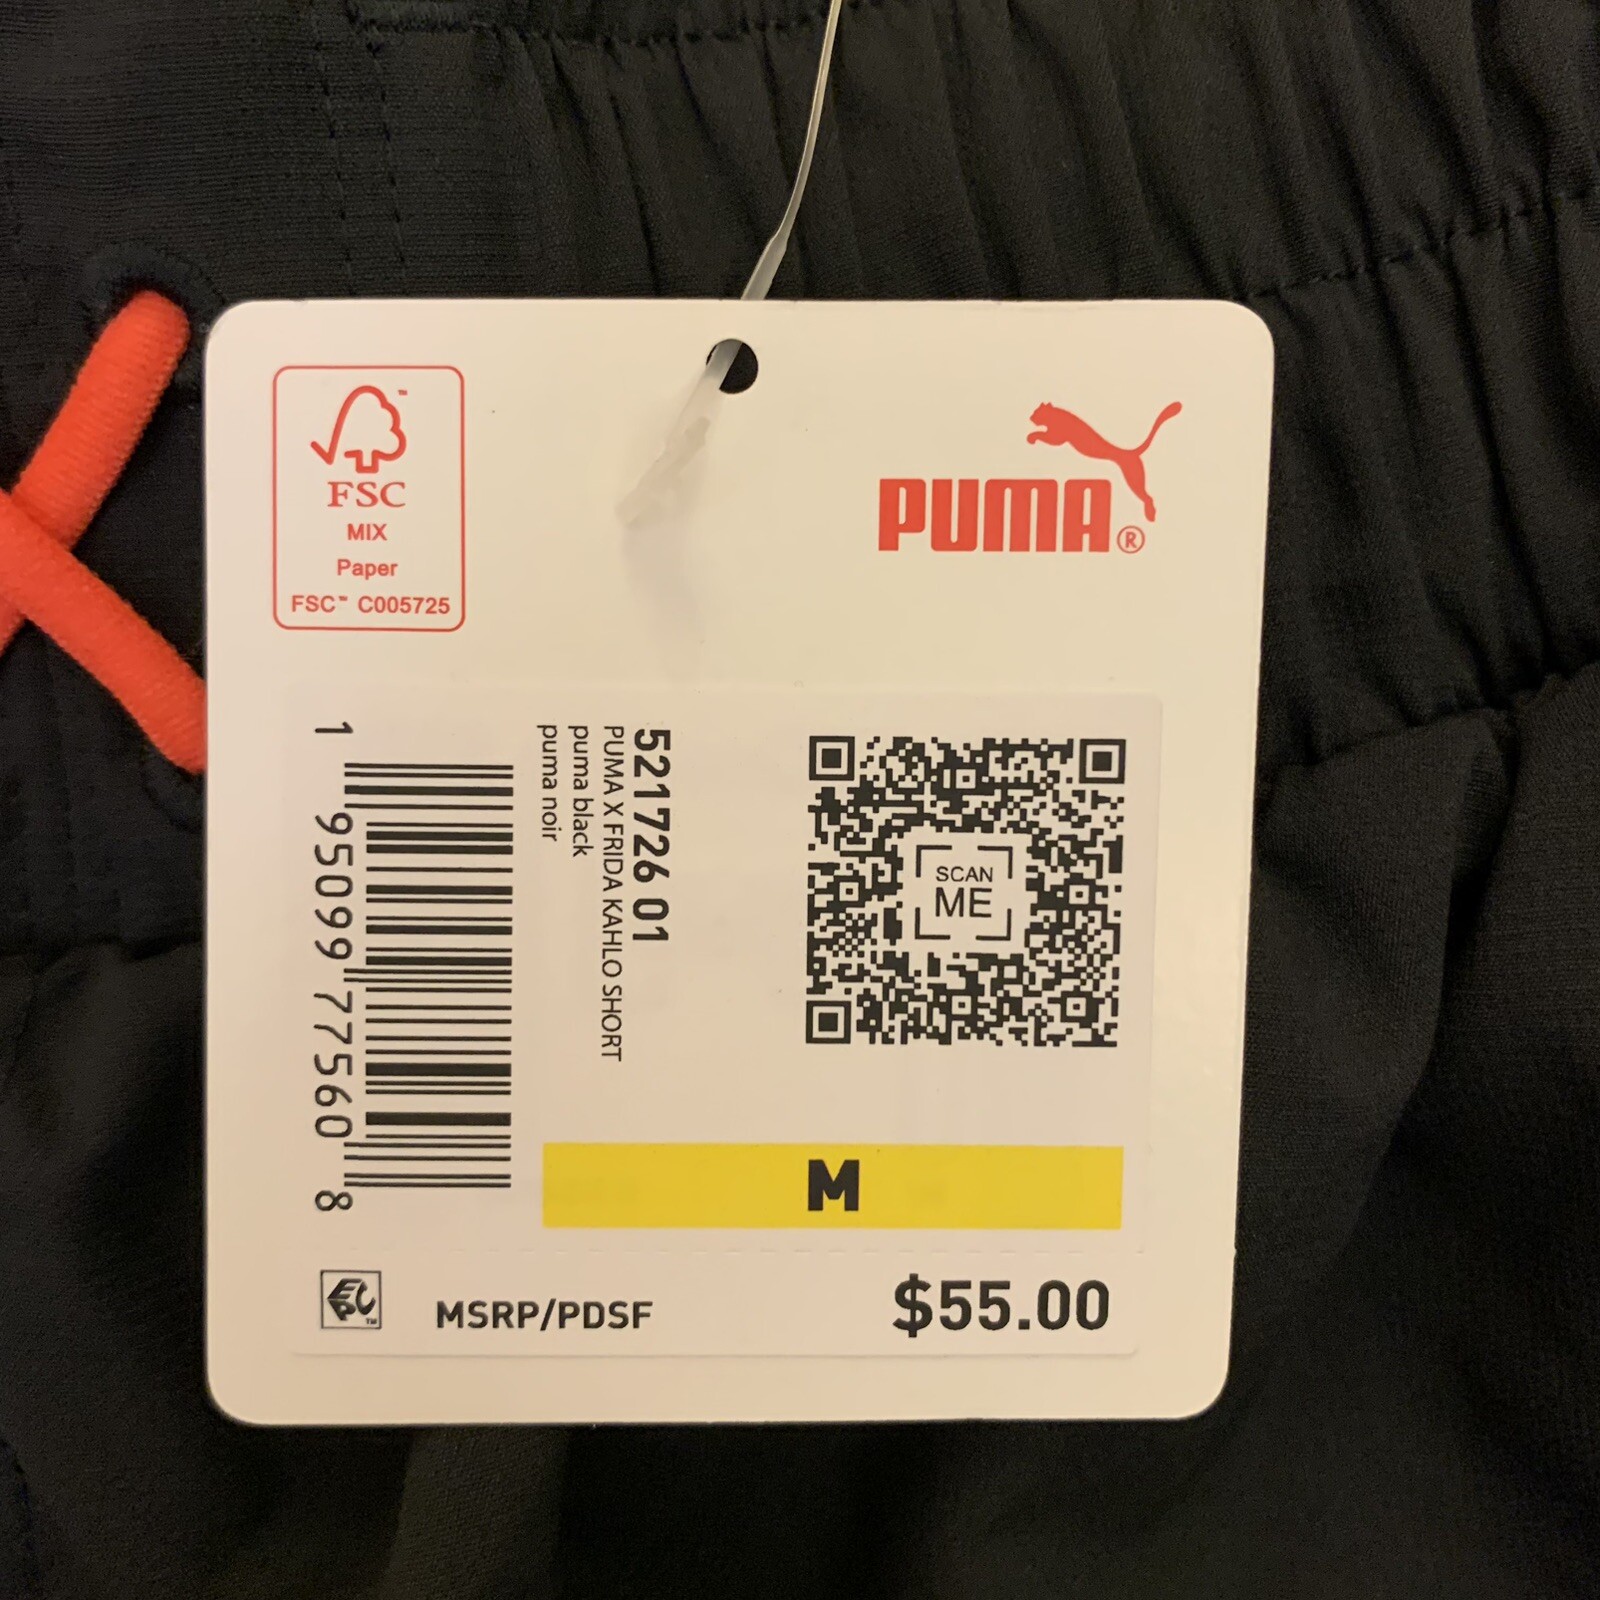 FSC
MIX
Paper
FSC™ C005725
PUMA®
521726 01
PUMA X FRIDA KAHLO SHORT
puma black
puma noir
1 95099 77560 8
SCAN
ME
M
EPC™
MSRP/PDSF
$55.00